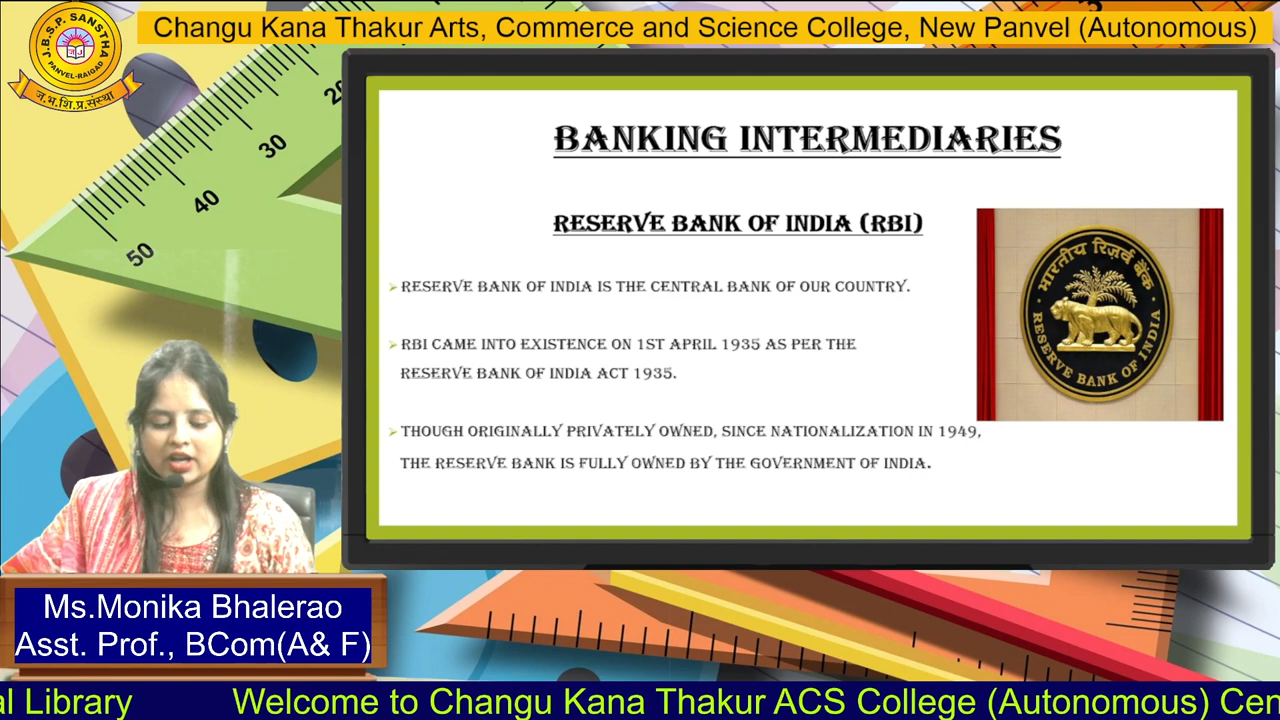 Changu Kana Thakur Arts, Commerce and Science College, New Panvel (Autonomous)
J.B.S.P. SANSTHA
PANVEL-RAIGAD
ज.भ.शि.प्र.संस्था
20
30
40
50
BANKING INTERMEDIARIES
RESERVE BANK OF INDIA (RBI)
➢ RESERVE BANK OF INDIA IS THE CENTRAL BANK OF OUR COUNTRY.
➢ RBI CAME INTO EXISTENCE ON 1ST APRIL 1935 AS PER THE
RESERVE BANK OF INDIA ACT 1935.
➢ THOUGH ORIGINALLY PRIVATELY OWNED, SINCE NATIONALIZATION IN 1949,
THE RESERVE BANK IS FULLY OWNED BY THE GOVERNMENT OF INDIA.
भारतीय रिज़र्व बैंक
RESERVE BANK OF INDIA
Ms.Monika Bhalerao
Asst. Prof., BCom(A& F)
al Library Welcome to Changu Kana Thakur ACS College (Autonomous) Cen